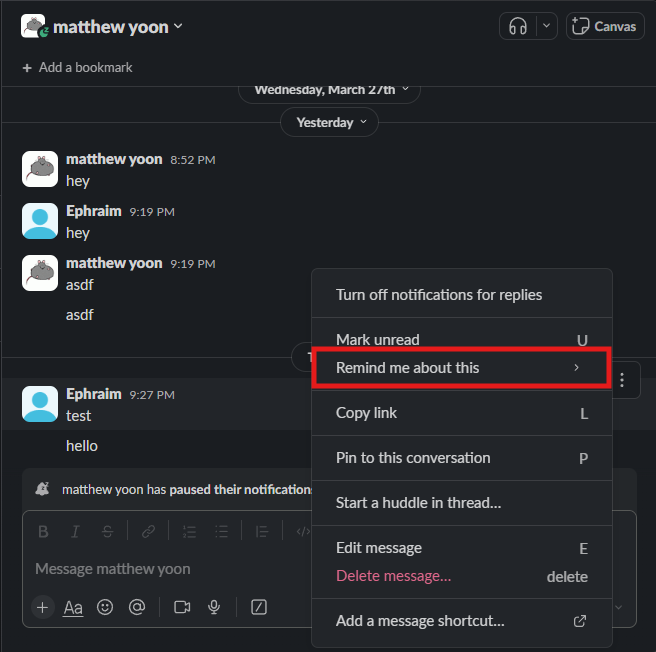 matthew yoon
Canvas
+ Add a bookmark
Wednesday, March 27th
Yesterday
matthew yoon 8:52 PM
hey
Ephraim 9:19 PM
hey
matthew yoon 9:19 PM
asdf
asdf
Ephraim 9:27 PM
test
hello
matthew yoon has paused their notifications
B I S
Message matthew yoon
+ Aa @
Turn off notifications for replies
Mark unread U
Remind me about this
Copy link L
Pin to this conversation P
Start a huddle in thread...
Edit message E
Delete message... delete
Add a message shortcut...